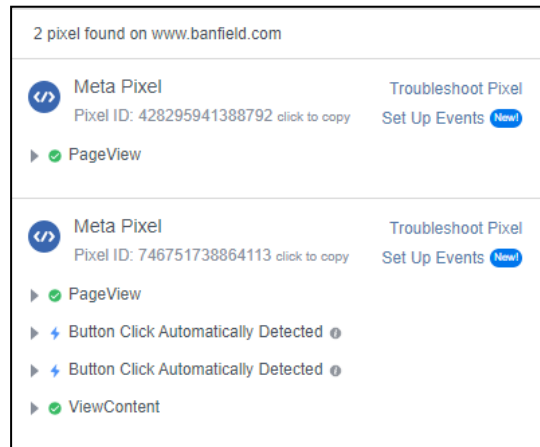 2 pixel found on www.banfield.com
Meta Pixel
Troubleshoot Pixel
Pixel ID: 428295941388792 click to copy
Set Up Events New!
PageView
Meta Pixel
Troubleshoot Pixel
Pixel ID: 746751738864113 click to copy
Set Up Events New!
PageView
Button Click Automatically Detected
Button Click Automatically Detected
ViewContent